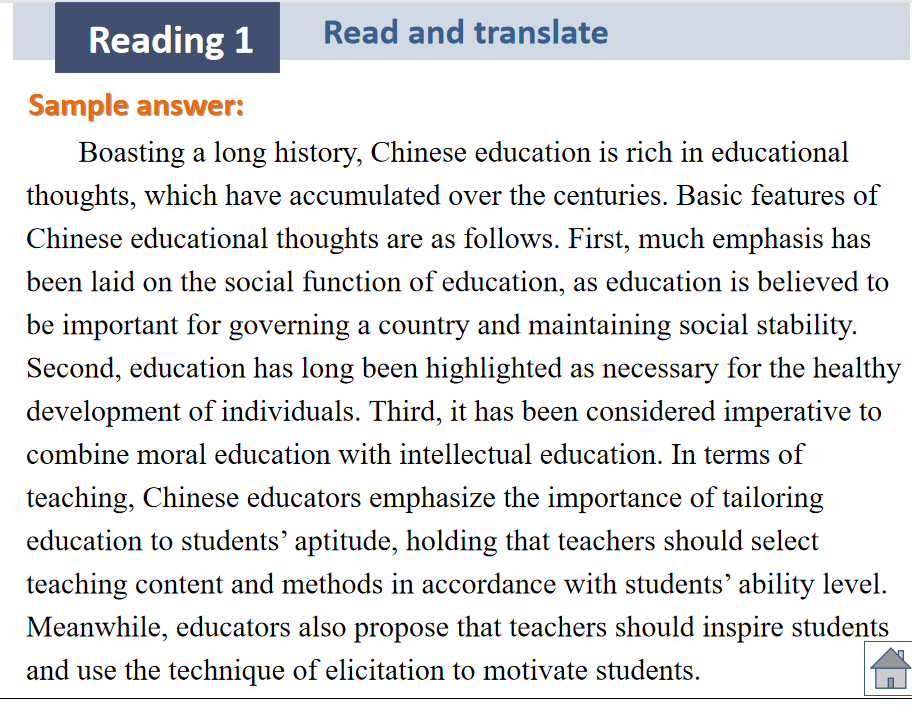 Reading 1
Read and translate
Sample answer:
Boasting a long history, Chinese education is rich in educational
thoughts, which have accumulated over the centuries. Basic features of
Chinese educational thoughts are as follows. First, much emphasis has
been laid on the social function of education, as education is believed to
be important for governing a country and maintaining social stability.
Second, education has long been highlighted as necessary for the healthy
development of individuals. Third, it has been considered imperative to
combine moral education with intellectual education. In terms of
teaching, Chinese educators emphasize the importance of tailoring
education to students’ aptitude, holding that teachers should select
teaching content and methods in accordance with students’ ability level.
Meanwhile, educators also propose that teachers should inspire students
and use the technique of elicitation to motivate students.